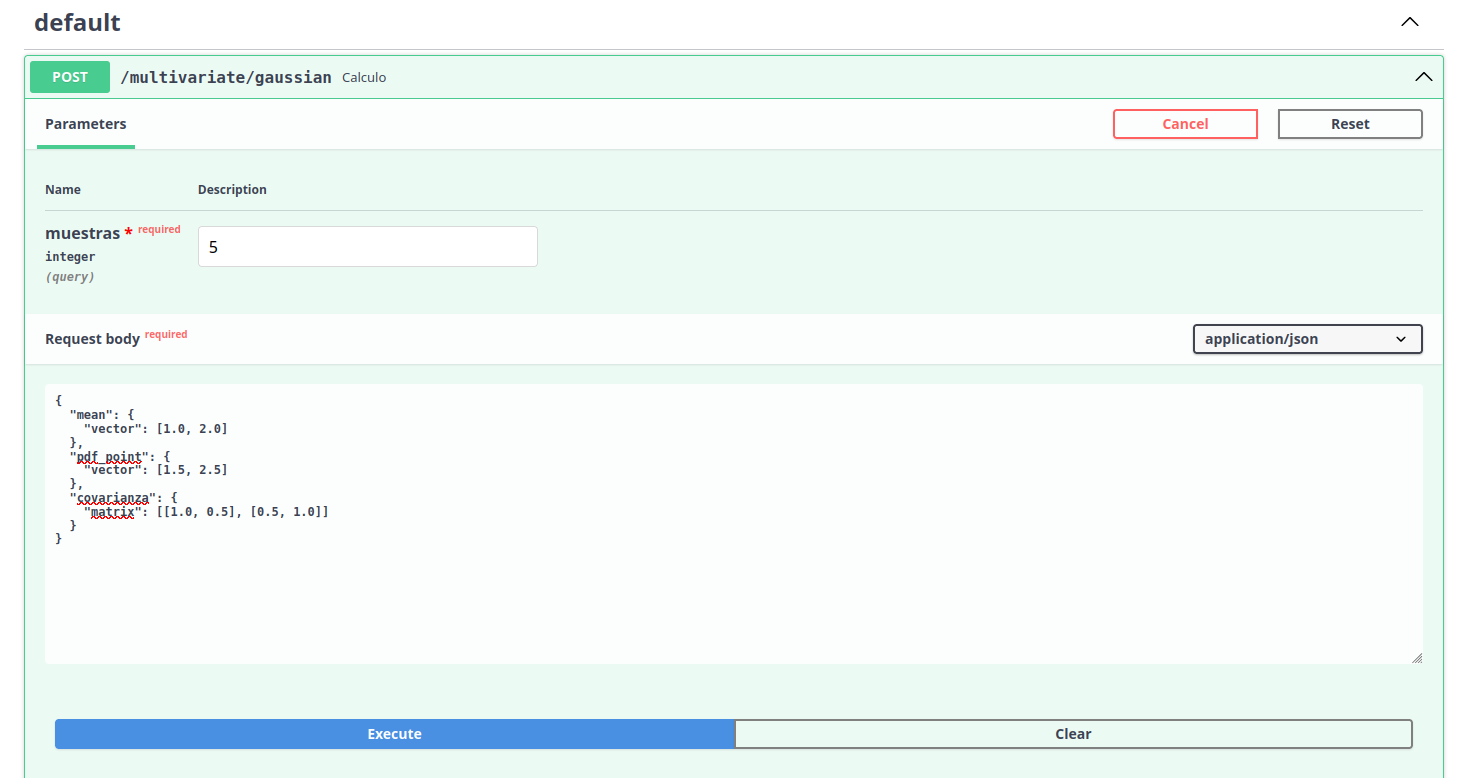 default
POST /multivariate/gaussian Calculo
Parameters Cancel Reset
Name Description
muestras * required 5
integer
(query)
Request body required application/json
{
  "mean": {
    "vector": [1.0, 2.0]
  },
  "pdf_point": {
    "vector": [1.5, 2.5]
  },
  "covarianza": {
    "matrix": [[1.0, 0.5], [0.5, 1.0]]
  }
}
Execute Clear